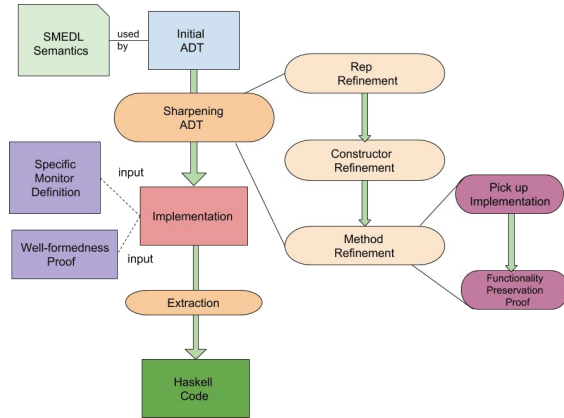 SMEDL
Semantics
used
by
Initial
ADT
Rep
Refinement
Sharpening
ADT
Specific
Monitor
Definition
input
Constructor
Refinement
Pick up
Implementation
Implementation
Well-formedness
Proof
input
Method
Refinement
Functionality
Preservation
Proof
Extraction
Haskell
Code